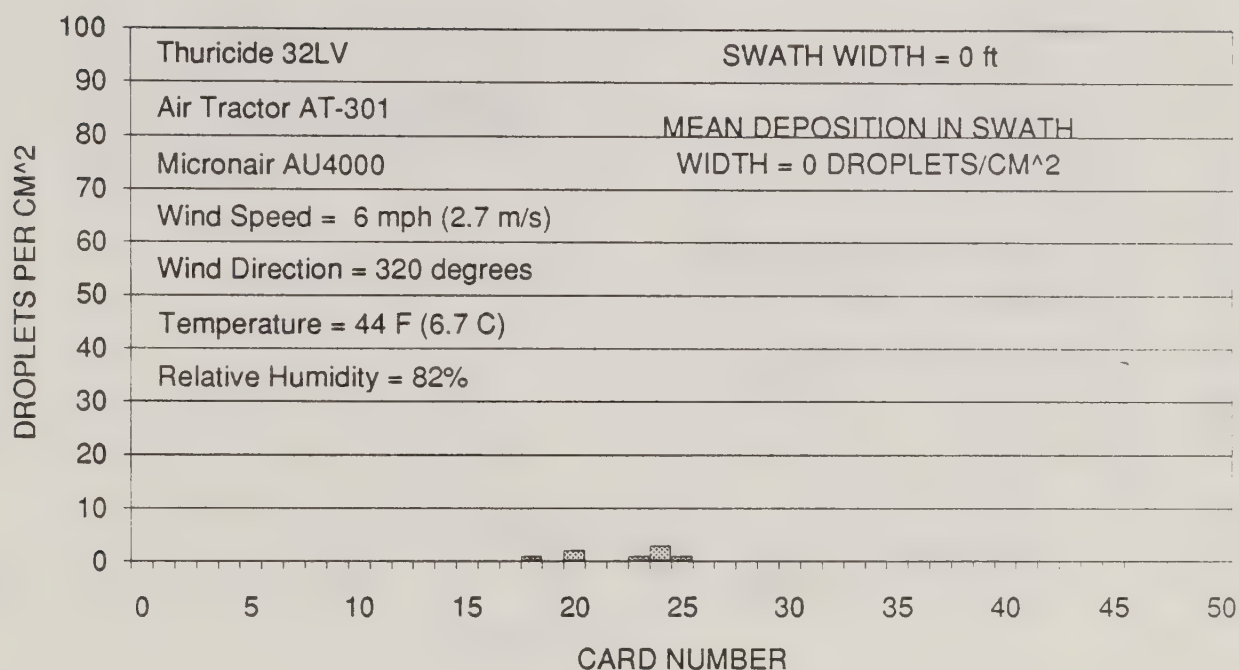 100
Thuricide 32LV
SWATH WIDTH = 0 ft
90
Air Tractor AT-301
MEAN DEPOSITION IN SWATH
80
Micronair AU4000
WIDTH = 0 DROPLETS/CM^2
70
Wind Speed = 6 mph (2.7 m/s)
60
Wind Direction = 320 degrees
50
Temperature = 44 F (6.7 C)
40
Relative Humidity = 82%
30
20
10
0
DROPLETS PER CM^2
0 5 10 15 20 25 30 35 40 45 50
CARD NUMBER